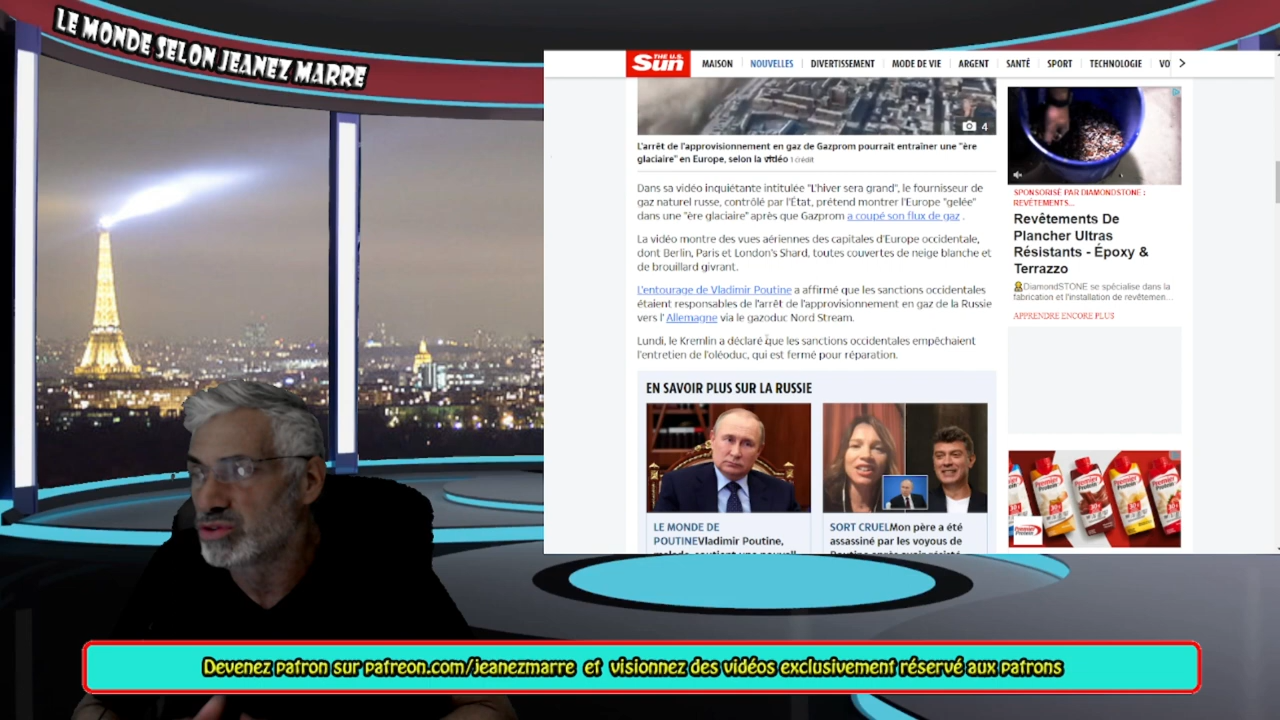 LE MONDE SELON JEANEZ MARRE
THE U.S. Sun
MAISON
NOUVELLES
DIVERTISSEMENT
MODE DE VIE
ARGENT
SANTÉ
SPORT
TECHNOLOGIE
VO
4
L'arrêt de l'approvisionnement en gaz de Gazprom pourrait entraîner une "ère
glaciaire" en Europe, selon la vidéo 1 crédit
Dans sa vidéo inquiétante intitulée "L'hiver sera grand", le fournisseur de
gaz naturel russe, contrôlé par l'État, prétend montrer l'Europe "gelée"
dans une "ère glaciaire" après que Gazprom a coupé son flux de gaz .
La vidéo montre des vues aériennes des capitales d'Europe occidentale,
dont Berlin, Paris et London's Shard, toutes couvertes de neige blanche et
de brouillard givrant.
L'entourage de Vladimir Poutine a affirmé que les sanctions occidentales
étaient responsables de l'arrêt de l'approvisionnement en gaz de la Russie
vers l' Allemagne via le gazoduc Nord Stream.
Lundi, le Kremlin a déclaré que les sanctions occidentales empêchaient
l'entretien de l'oléoduc, qui est fermé pour réparation.
EN SAVOIR PLUS SUR LA RUSSIE
LE MONDE DE
POUTINEVladimir Poutine,
SORT CRUELMon père a été
assassiné par les voyous de
SPONSORISÉ PAR DIAMONDSTONE :
REVÊTEMENTS...
Revêtements De
Plancher Ultras
Résistants - Époxy &
Terrazzo
DiamondSTONE se spécialise dans la
fabrication et l'installation de revêtemen...
APPRENDRE ENCORE PLUS
Premier
Protein
Devenez patron sur patreon.com/jeanezmarre et visionnez des vidéos exclusivement réservé aux patrons